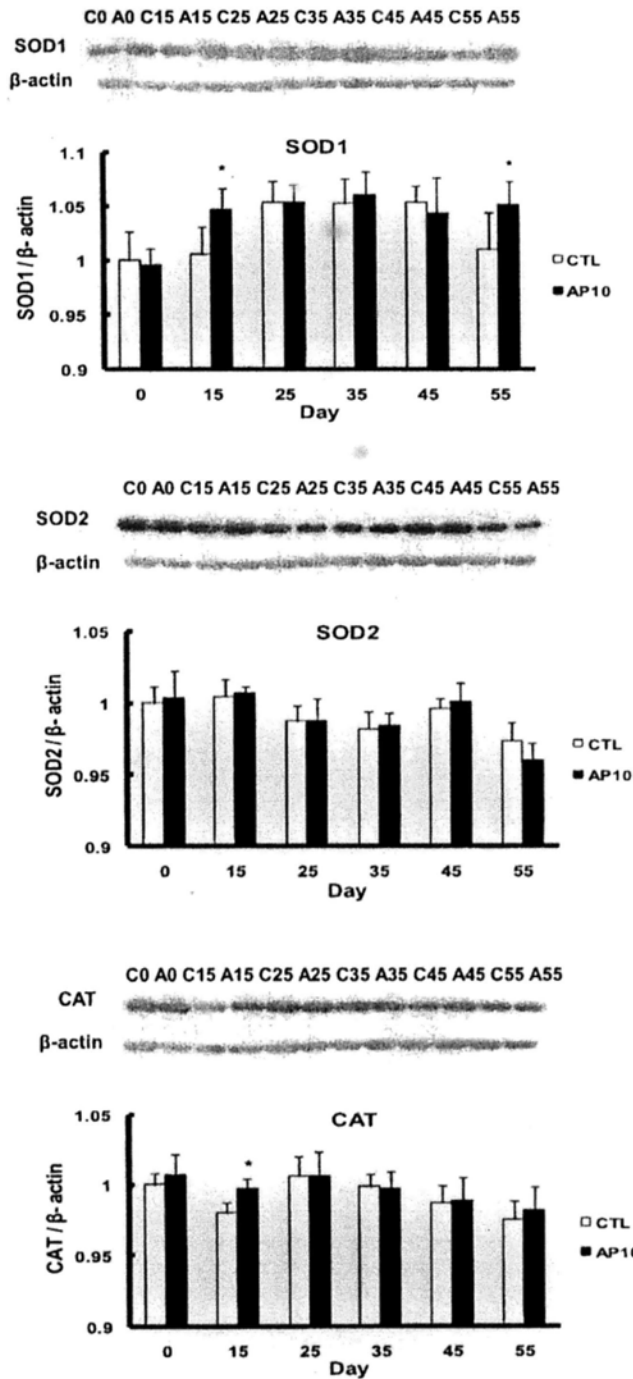 C0 A0 C15 A15 C25 A25 C35 A35 C45 A45 C55 A55
SOD1
β-actin
SOD1
1.1
*
*
1.05
1
0.95
0.9
SOD1/β- actin
CTL
AP10
0 15 25 35 45 55
Day
C0 A0 C15 A15 C25 A25 C35 A35 C45 A45 C55 A55
SOD2
β-actin
SOD2
1.05
1
0.95
0.9
SOD2/β- actin
CTL
AP10
0 15 25 35 45 55
Day
C0 A0 C15 A15 C25 A25 C35 A35 C45 A45 C55 A55
CAT
β-actin
CAT
1.05
*
1
0.95
0.9
CAT/β- actin
CTL
AP10
0 15 25 35 45 55
Day